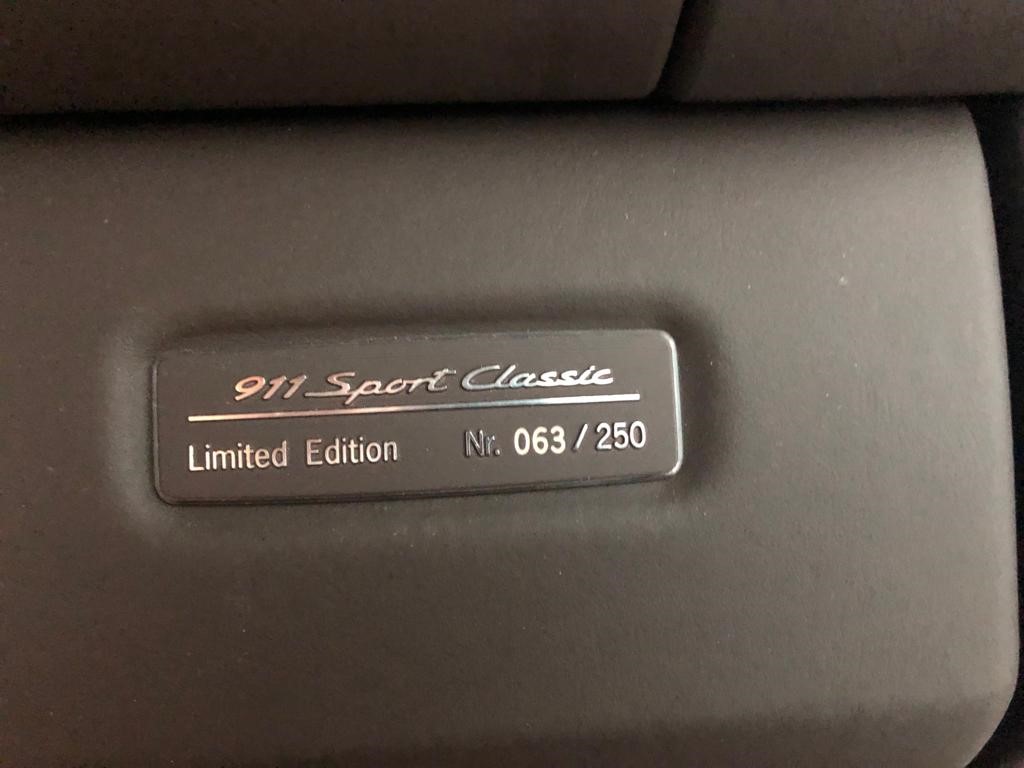 911 Sport Classic
Limited Edition Nr. 063 / 250